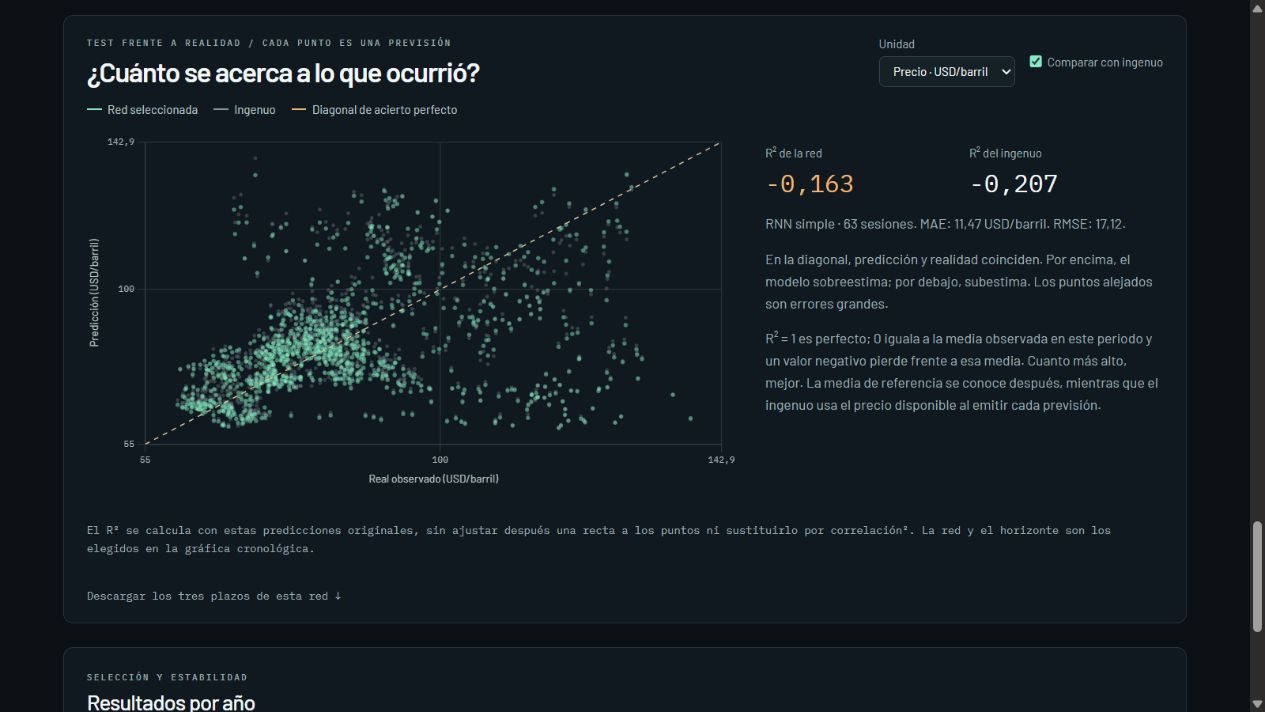 TEST FRENTE A REALIDAD / CADA PUNTO ES UNA PREVISIÓN
¿Cuánto se acerca a lo que ocurrió?
Unidad
Precio · USD/barril
Comparar con ingenuo
Red seleccionada
Ingenuo
Diagonal de acierto perfecto
142,9
100
55
55
100
142,9
Predicción (USD/barril)
Real observado (USD/barril)
R² de la red
-0,163
R² del ingenuo
-0,207
RNN simple · 63 sesiones. MAE: 11,47 USD/barril. RMSE: 17,12.
En la diagonal, predicción y realidad coinciden. Por encima, el
modelo sobreestima; por debajo, subestima. Los puntos alejados
son errores grandes.
R² = 1 es perfecto; 0 iguala a la media observada en este periodo y
un valor negativo pierde frente a esa media. Cuanto más alto,
mejor. La media de referencia se conoce después, mientras que el
ingenuo usa el precio disponible al emitir cada previsión.
El R² se calcula con estas predicciones originales, sin ajustar después una recta a los puntos ni sustituirlo por correlación². La red y el horizonte son los
elegidos en la gráfica cronológica.
Descargar los tres plazos de esta red ↓
SELECCIÓN Y ESTABILIDAD
Resultados por año